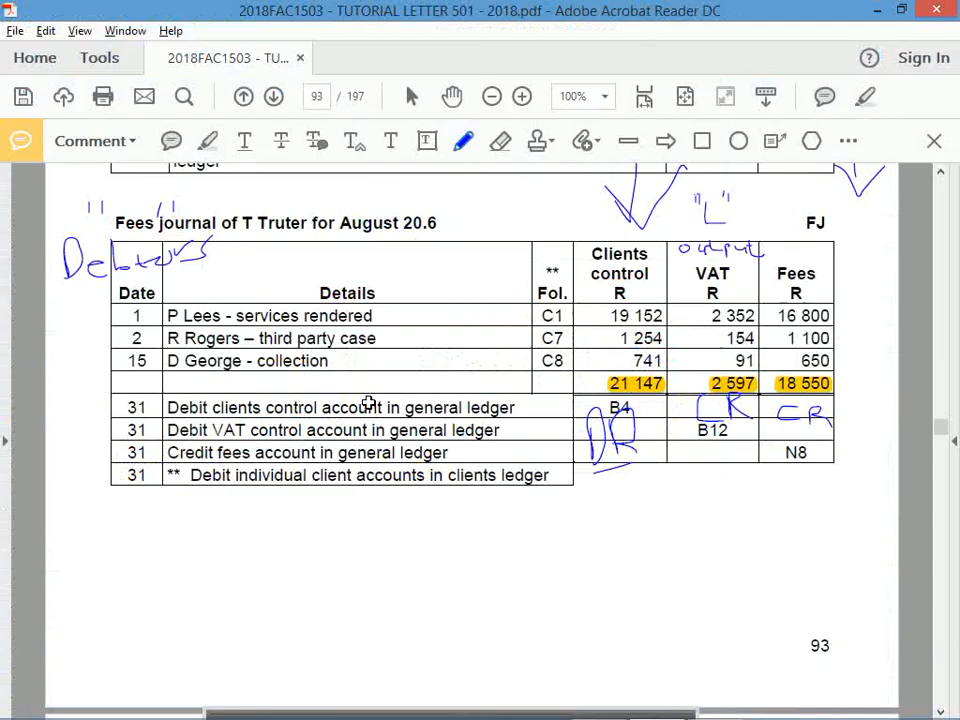 2018FAC1503 - TUTORIAL LETTER 501 - 2018.pdf - Adobe Acrobat Reader DC
File Edit View Window Help
Home Tools 2018FAC1503 - TU... × Sign In
93 / 197 100%
Comment
ledger
"L"
Fees journal of T Truter for August 20.6 FJ
Debtors
output
Date Details ** Fol. Clients control R VAT R Fees R
1 P Lees - services rendered C1 19 152 2 352 16 800
2 R Rogers – third party case C7 1 254 154 1 100
15 D George - collection C8 741 91 650
21 147 2 597 18 550
31 Debit clients control account in general ledger B4
DR CR CR
31 Debit VAT control account in general ledger B12
31 Credit fees account in general ledger N8
31 ** Debit individual client accounts in clients ledger
93